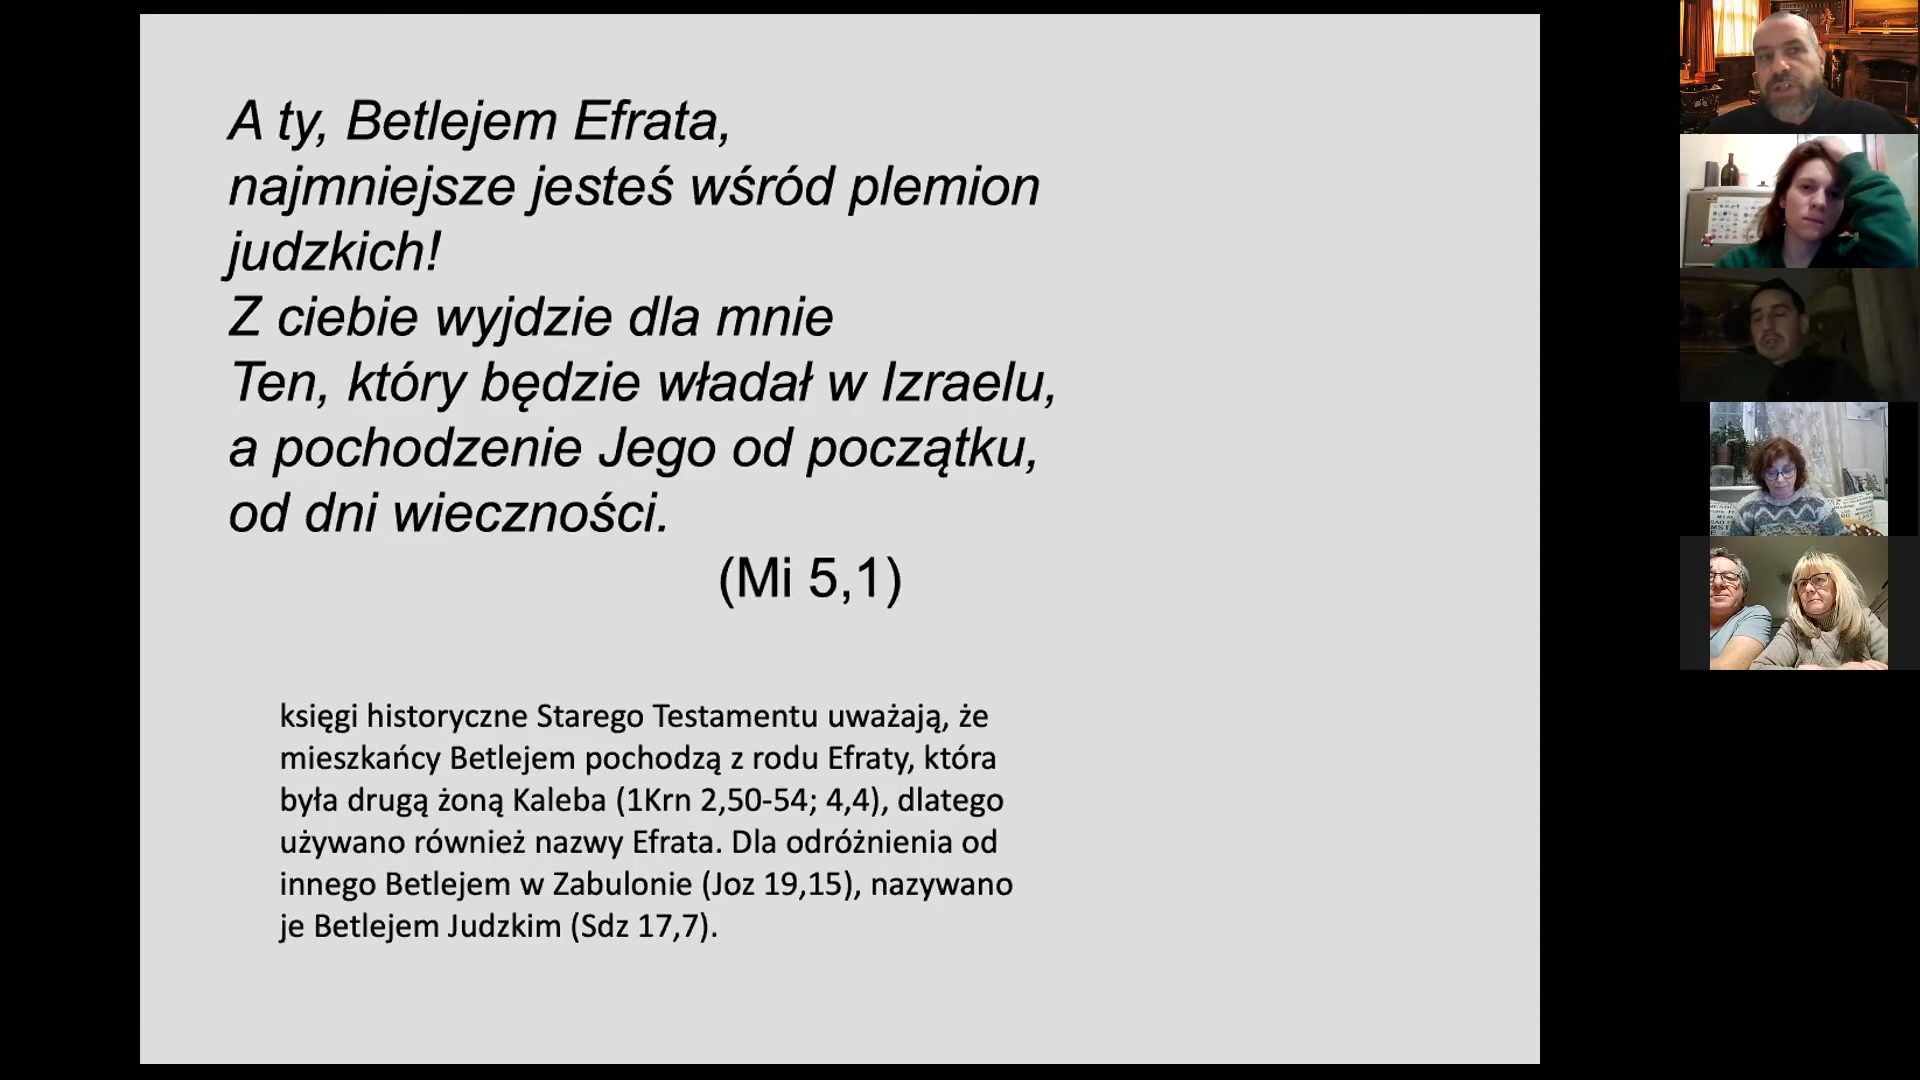 A ty, Betlejem Efrata,
najmniejsze jesteś wśród plemion
judzkich!
Z ciebie wyjdzie dla mnie
Ten, który będzie władał w Izraelu,
a pochodzenie Jego od początku,
od dni wieczności.
(Mi 5,1)
księgi historyczne Starego Testamentu uważają, że
mieszkańcy Betlejem pochodzą z rodu Efraty, która
była drugą żoną Kaleba (1Krn 2,50-54; 4,4), dlatego
używano również nazwy Efrata. Dla odróżnienia od
innego Betlejem w Zabulonie (Joz 19,15), nazywano
je Betlejem Judzkim (Sdz 17,7).